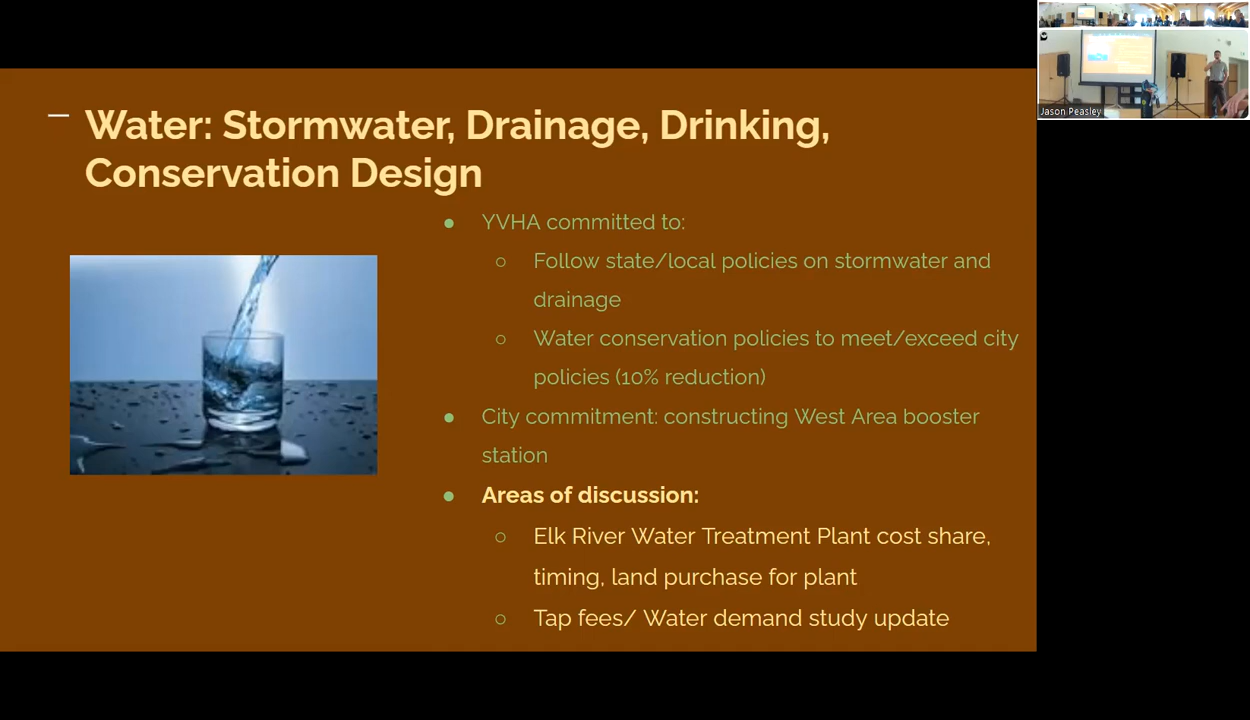 Water: Stormwater, Drainage, Drinking,
Conservation Design
● YVHA committed to:
○ Follow state/local policies on stormwater and
drainage
○ Water conservation policies to meet/exceed city
policies (10% reduction)
● City commitment: constructing West Area booster
station
● Areas of discussion:
○ Elk River Water Treatment Plant cost share,
timing, land purchase for plant
○ Tap fees/ Water demand study update
Jason Peasley